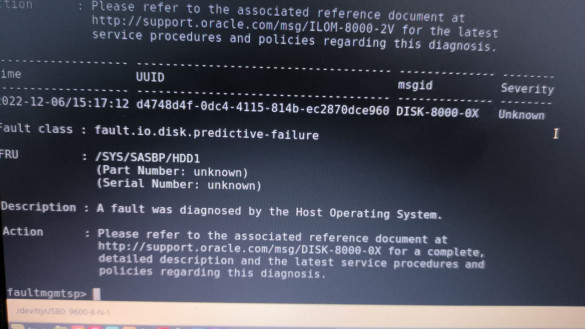 tion : Please refer to the associated reference document at
http://support.oracle.com/msg/ILOM-8000-2V for the latest
service procedures and policies regarding this diagnosis.
------------------- ------------------------------------ -------------- --------
ime UUID msgid Severity
------------------- ------------------------------------ -------------- --------
2022-12-06/15:17:12 d4748d4f-0dc4-4115-814b-ec2870dce960 DISK-8000-0X Unknown
Fault class : fault.io.disk.predictive-failure
FRU : /SYS/SASBP/HDD1
(Part Number: unknown)
(Serial Number: unknown)
Description : A fault was diagnosed by the Host Operating System.
Action : Please refer to the associated reference document at
http://support.oracle.com/msg/DISK-8000-0X for a complete,
detailed description and the latest service procedures and
policies regarding this diagnosis.
faultmgmtsp>
/dev/ttyUSB0 9600-8-N-1